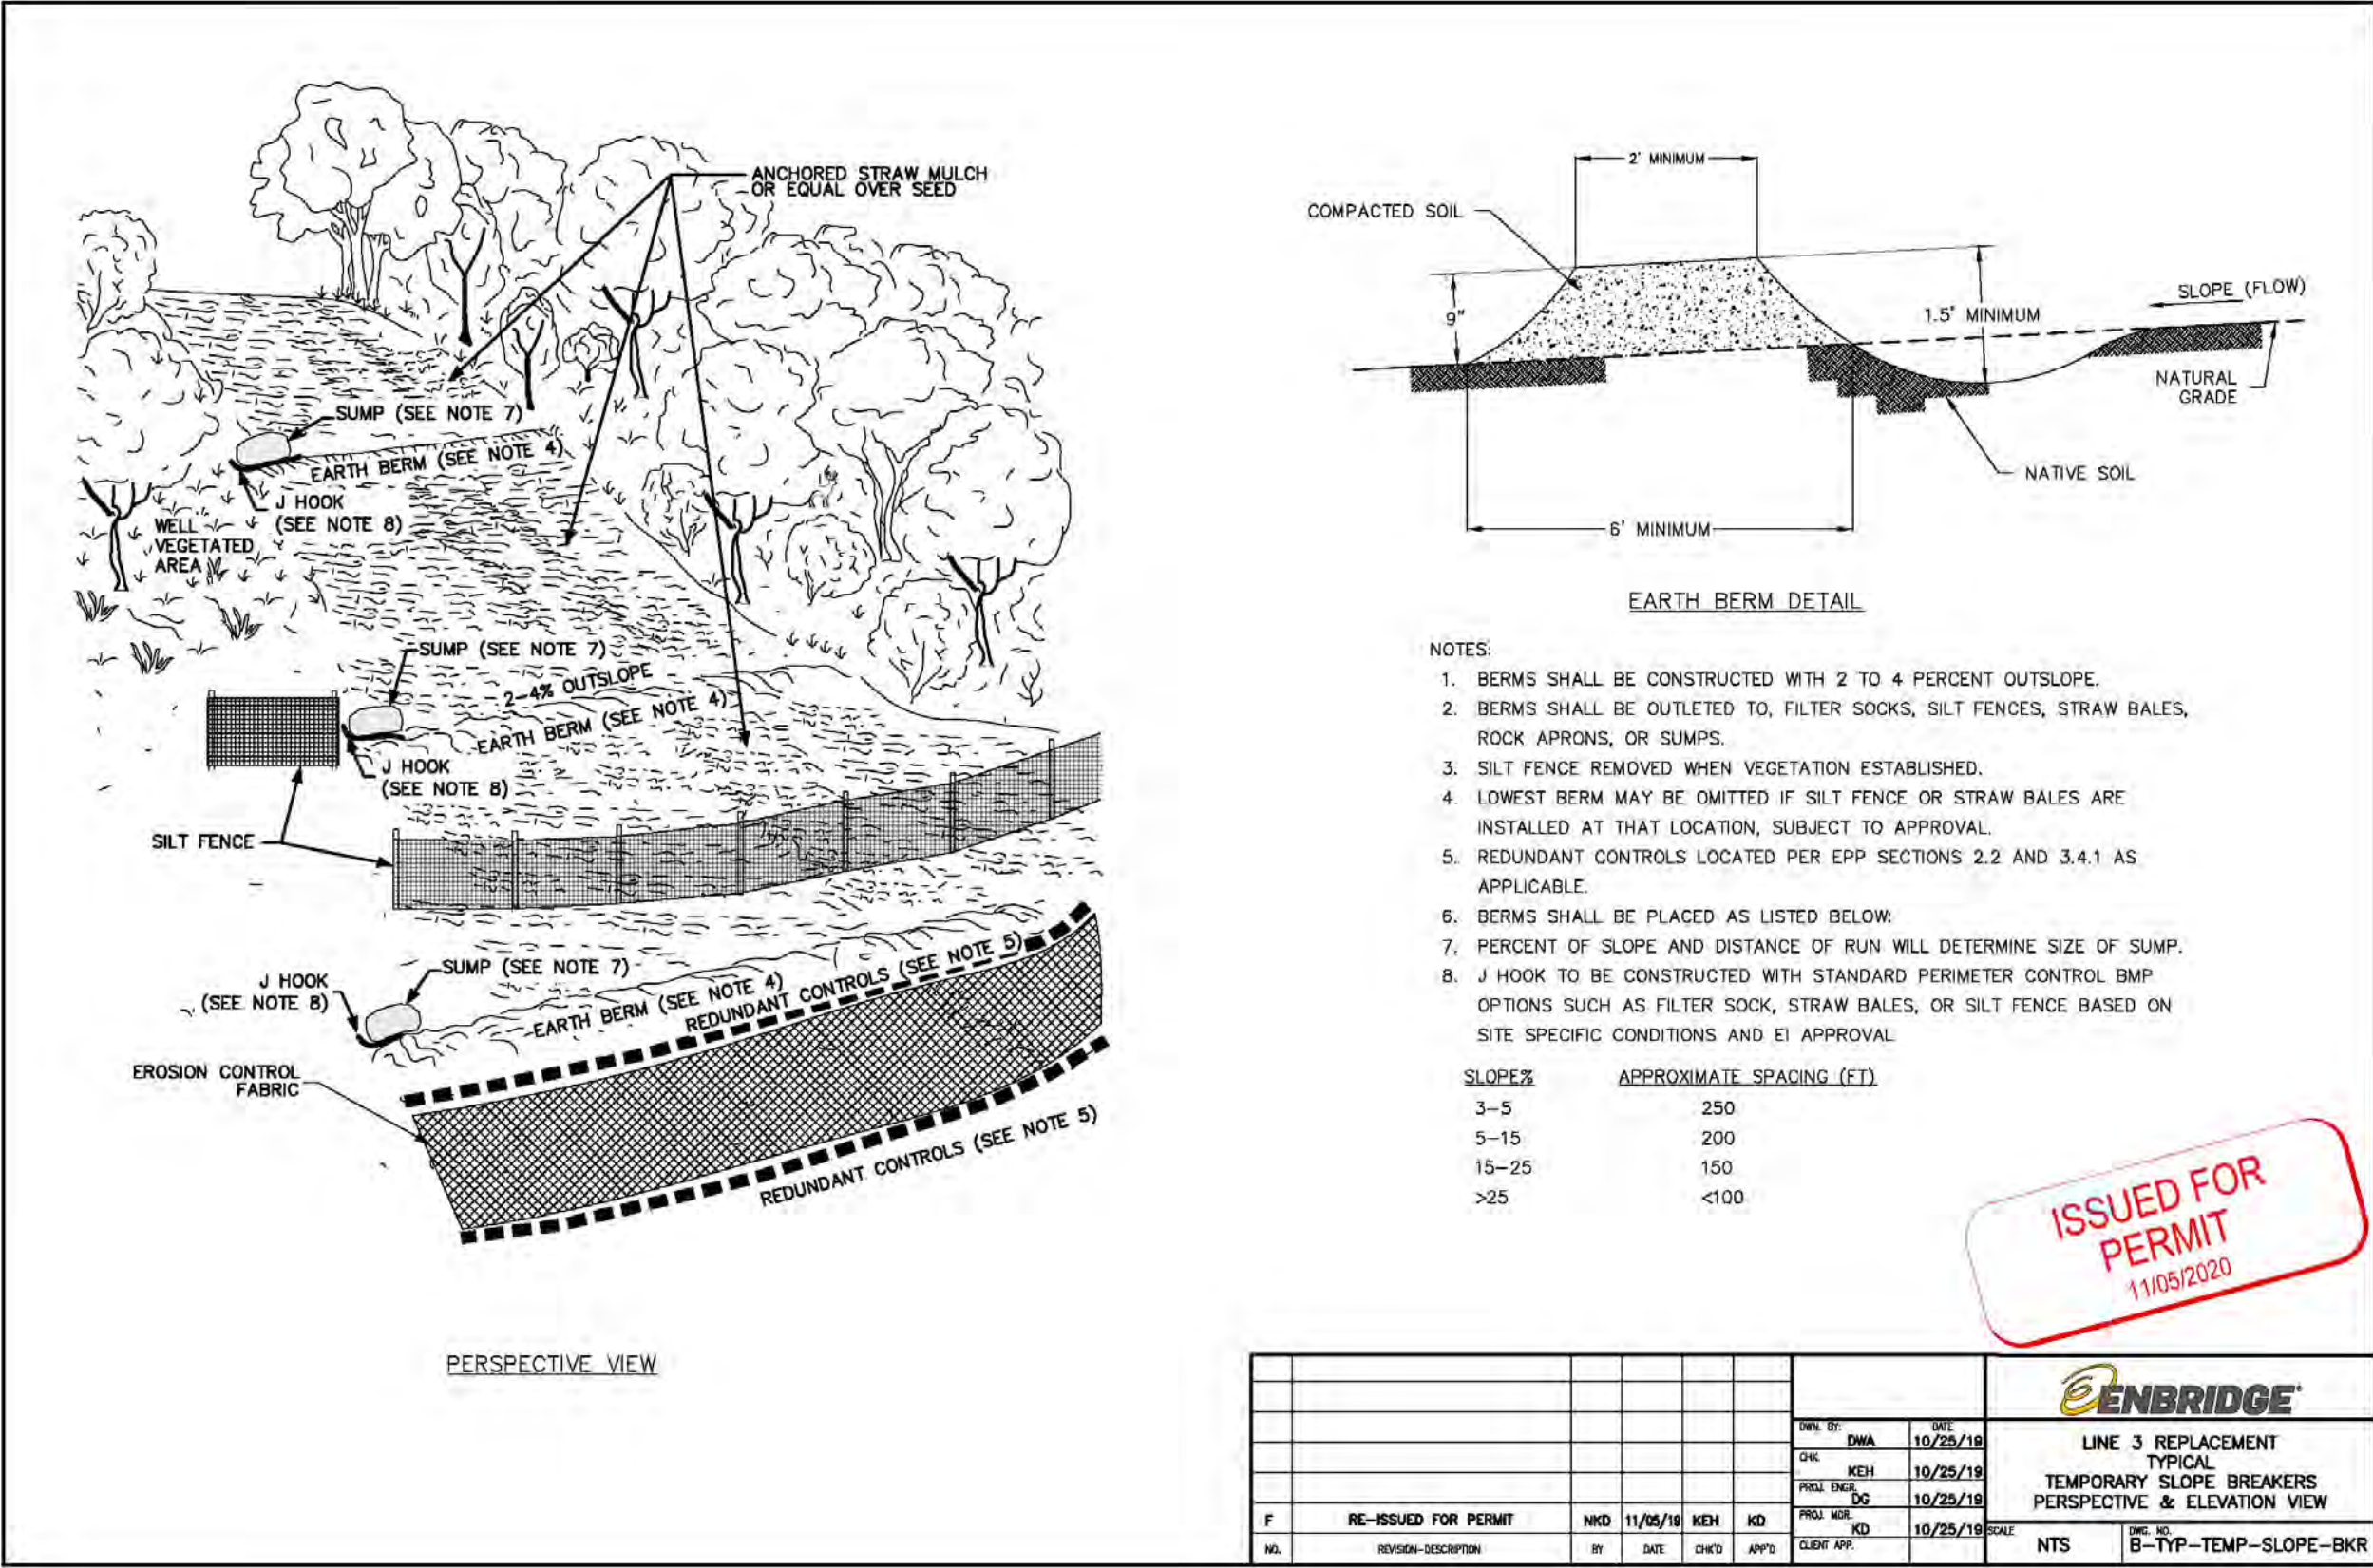 ANCHORED STRAW MULCH
OR EQUAL OVER SEED
SUMP (SEE NOTE 7)
EARTH BERM (SEE NOTE 4)
J HOOK
(SEE NOTE 8)
WELL
VEGETATED
AREA
SUMP (SEE NOTE 7)
2-4% OUTSLOPE
EARTH BERM (SEE NOTE 4)
J HOOK
(SEE NOTE 8)
SILT FENCE
SUMP (SEE NOTE 7)
J HOOK
(SEE NOTE 8)
EARTH BERM (SEE NOTE 4)
REDUNDANT CONTROLS (SEE NOTE 5)
EROSION CONTROL
FABRIC
REDUNDANT CONTROLS (SEE NOTE 5)
PERSPECTIVE VIEW
2' MINIMUM
COMPACTED SOIL
9"
1.5' MINIMUM
SLOPE (FLOW)
NATURAL
GRADE
NATIVE SOIL
6' MINIMUM
EARTH BERM DETAIL
NOTES:
1. BERMS SHALL BE CONSTRUCTED WITH 2 TO 4 PERCENT OUTSLOPE.
2. BERMS SHALL BE OUTLETED TO, FILTER SOCKS, SILT FENCES, STRAW BALES,
ROCK APRONS, OR SUMPS.
3. SILT FENCE REMOVED WHEN VEGETATION ESTABLISHED.
4. LOWEST BERM MAY BE OMITTED IF SILT FENCE OR STRAW BALES ARE
INSTALLED AT THAT LOCATION, SUBJECT TO APPROVAL.
5. REDUNDANT CONTROLS LOCATED PER EPP SECTIONS 2.2 AND 3.4.1 AS
APPLICABLE.
6. BERMS SHALL BE PLACED AS LISTED BELOW:
7. PERCENT OF SLOPE AND DISTANCE OF RUN WILL DETERMINE SIZE OF SUMP.
8. J HOOK TO BE CONSTRUCTED WITH STANDARD PERIMETER CONTROL BMP
OPTIONS SUCH AS FILTER SOCK, STRAW BALES, OR SILT FENCE BASED ON
SITE SPECIFIC CONDITIONS AND EI APPROVAL
SLOPE% APPROXIMATE SPACING (FT)
3-5 250
5-15 200
15-25 150
>25 <100
ISSUED FOR
PERMIT
11/05/2020
F RE-ISSUED FOR PERMIT NKD 11/05/19 KEH KD
NO. REVISION-DESCRIPTION BY DATE CHK'D APP'D
DWN. BY: DATE
DWA 10/25/19
CHK.
KEH 10/25/19
PROJ. ENGR.
DG 10/25/19
PROJ. MGR.
KD 10/25/19
CLIENT APP.
ENBRIDGE
LINE 3 REPLACEMENT
TYPICAL
TEMPORARY SLOPE BREAKERS
PERSPECTIVE & ELEVATION VIEW
SCALE
NTS
DWG. NO.
B-TYP-TEMP-SLOPE-BKR